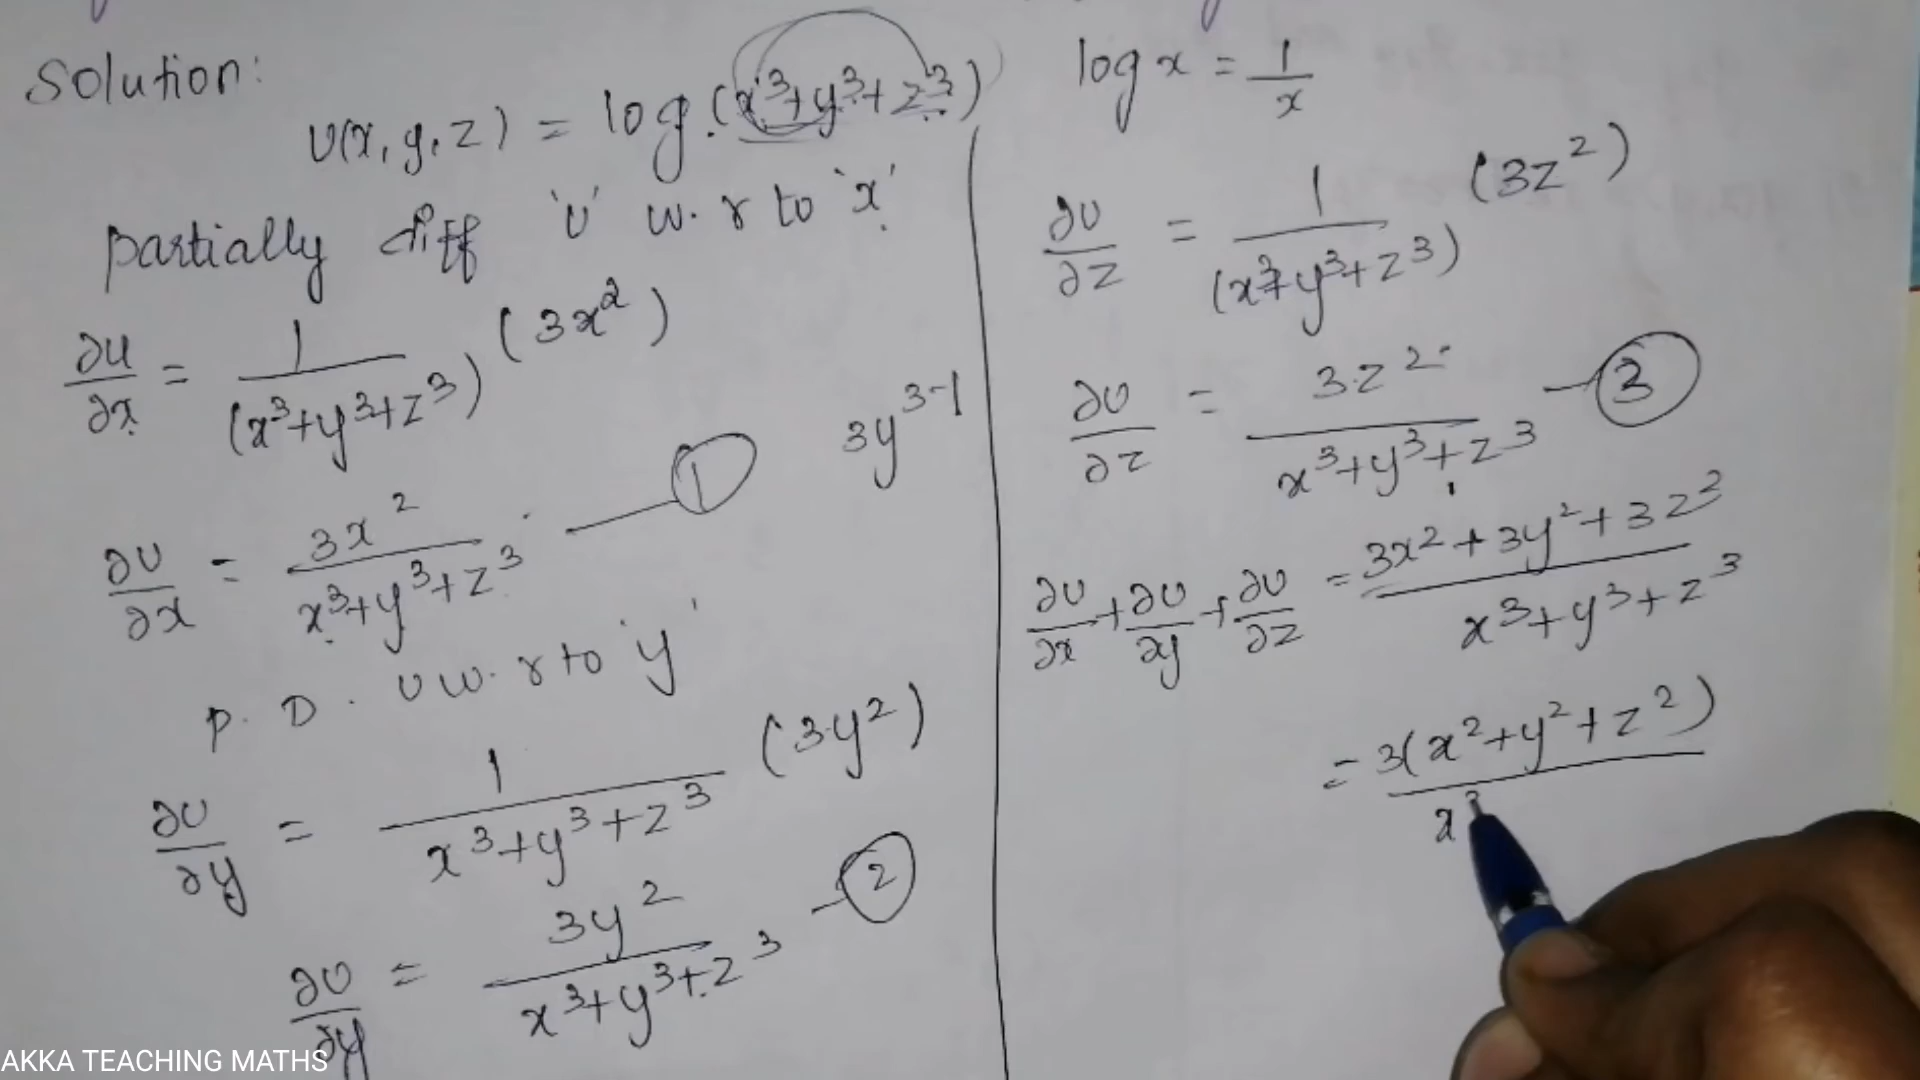 Solution:
U(x, y, z) = log (x³+y³+z³)
partially diff 'U' w.r to 'x'
∂u/∂x = 1/(x³+y³+z³) (3x²)
3y³⁻¹
∂U/∂x = 3x²/x³+y³+z³ — ①
P. D. U w. r to 'y'
∂U/∂y = 1/x³+y³+z³ (3y²)
∂U/∂y = 3y²/x³+y³+z³ — ②
log x = 1/x
∂U/∂z = 1/(x³+y³+z³) (3z²)
∂U/∂z = 3z²/x³+y³+z³ — ③
∂U/∂x + ∂U/∂y + ∂U/∂z = 3x²+3y²+3z³/x³+y³+z³
= 3(x²+y²+z²)/x³
AKKA TEACHING MATHS